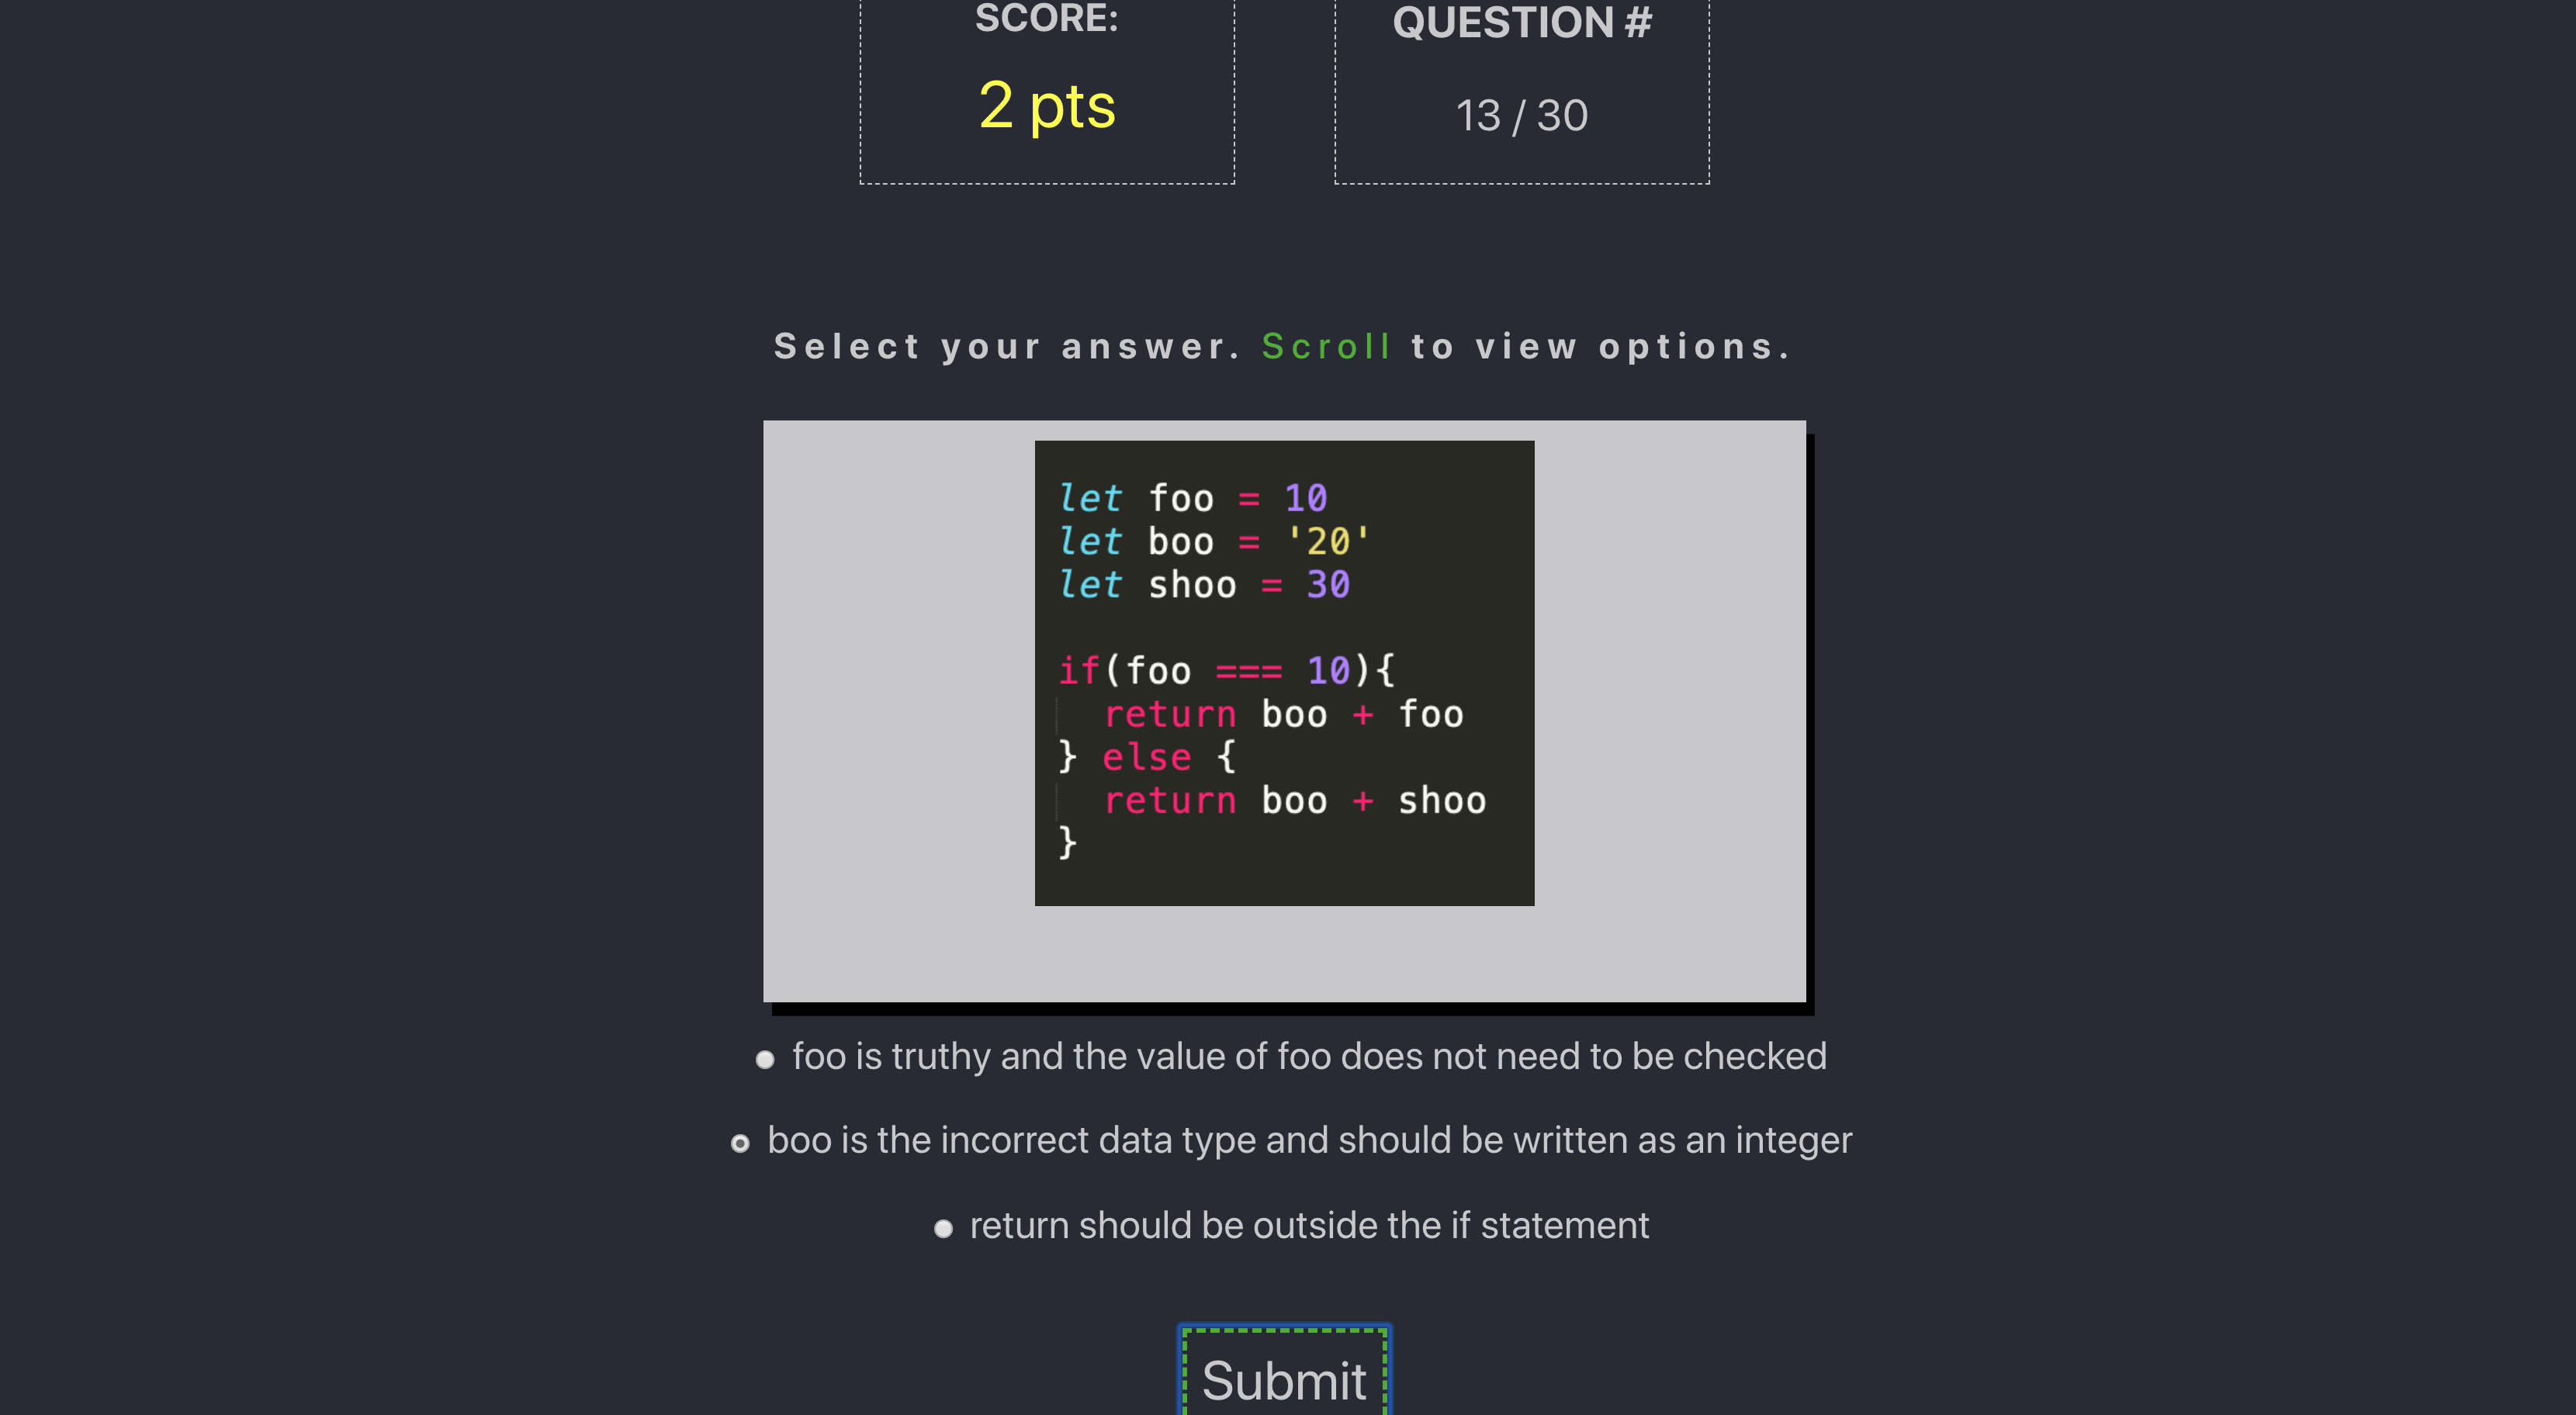 SCORE:
2 pts
QUESTION #
13 / 30
Select your answer. Scroll to view options.
let foo = 10
let boo = '20'
let shoo = 30
if(foo === 10){
  return boo + foo
} else {
  return boo + shoo
}
foo is truthy and the value of foo does not need to be checked
boo is the incorrect data type and should be written as an integer
return should be outside the if statement
Submit